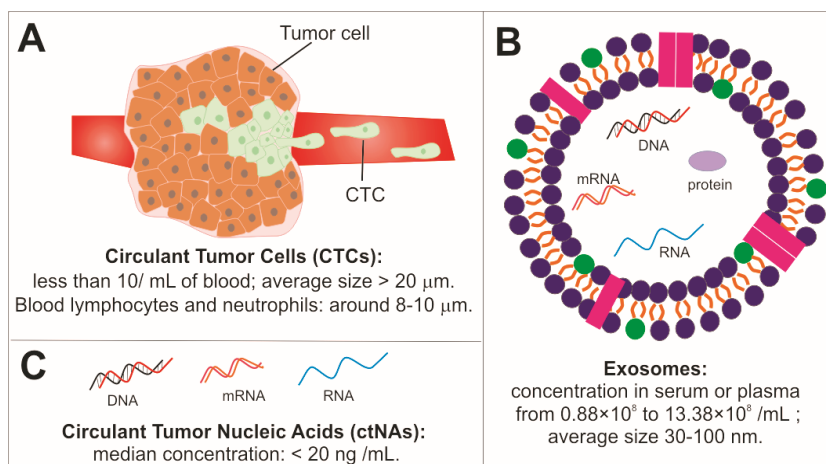 A
Tumor cell
CTC
Circulant Tumor Cells (CTCs):
less than 10/ mL of blood; average size > 20 μm.
Blood lymphocytes and neutrophils: around 8-10 μm.
B
DNA
mRNA
protein
RNA
Exosomes:
concentration in serum or plasma
from 0.88×10⁸ to 13.38×10⁸ /mL ;
average size 30-100 nm.
C
DNA
mRNA
RNA
Circulant Tumor Nucleic Acids (ctNAs):
median concentration: < 20 ng /mL.